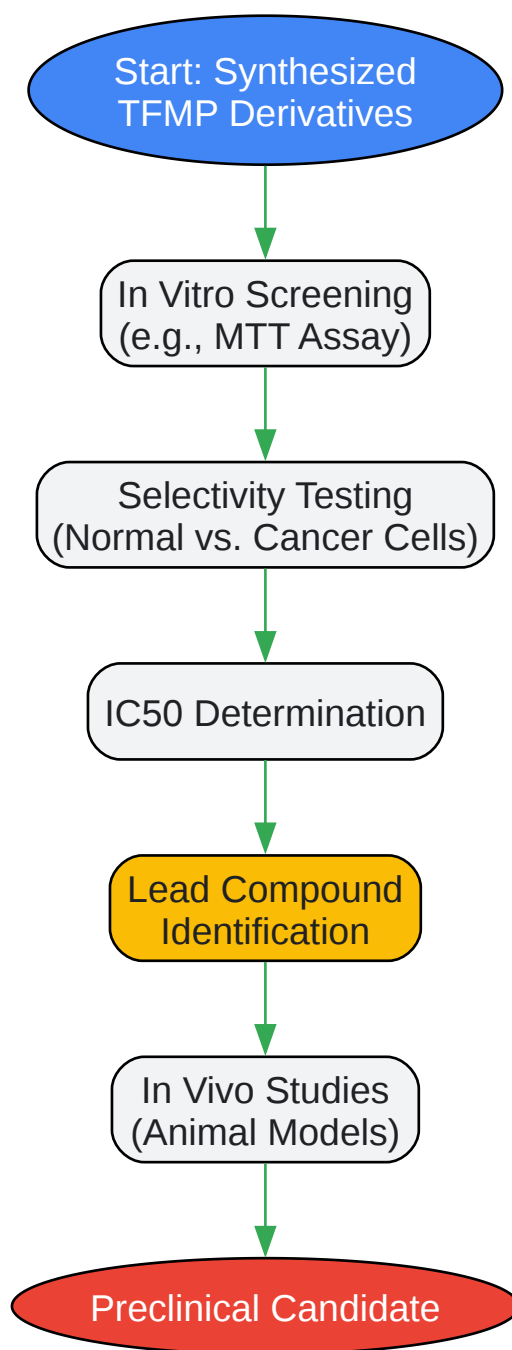 Start: Synthesized
TFMP Derivatives
In Vitro Screening
(e.g., MTT Assay)
Selectivity Testing
(Normal vs. Cancer Cells)
IC50 Determination
Lead Compound
Identification
In Vivo Studies
(Animal Models)
Preclinical Candidate